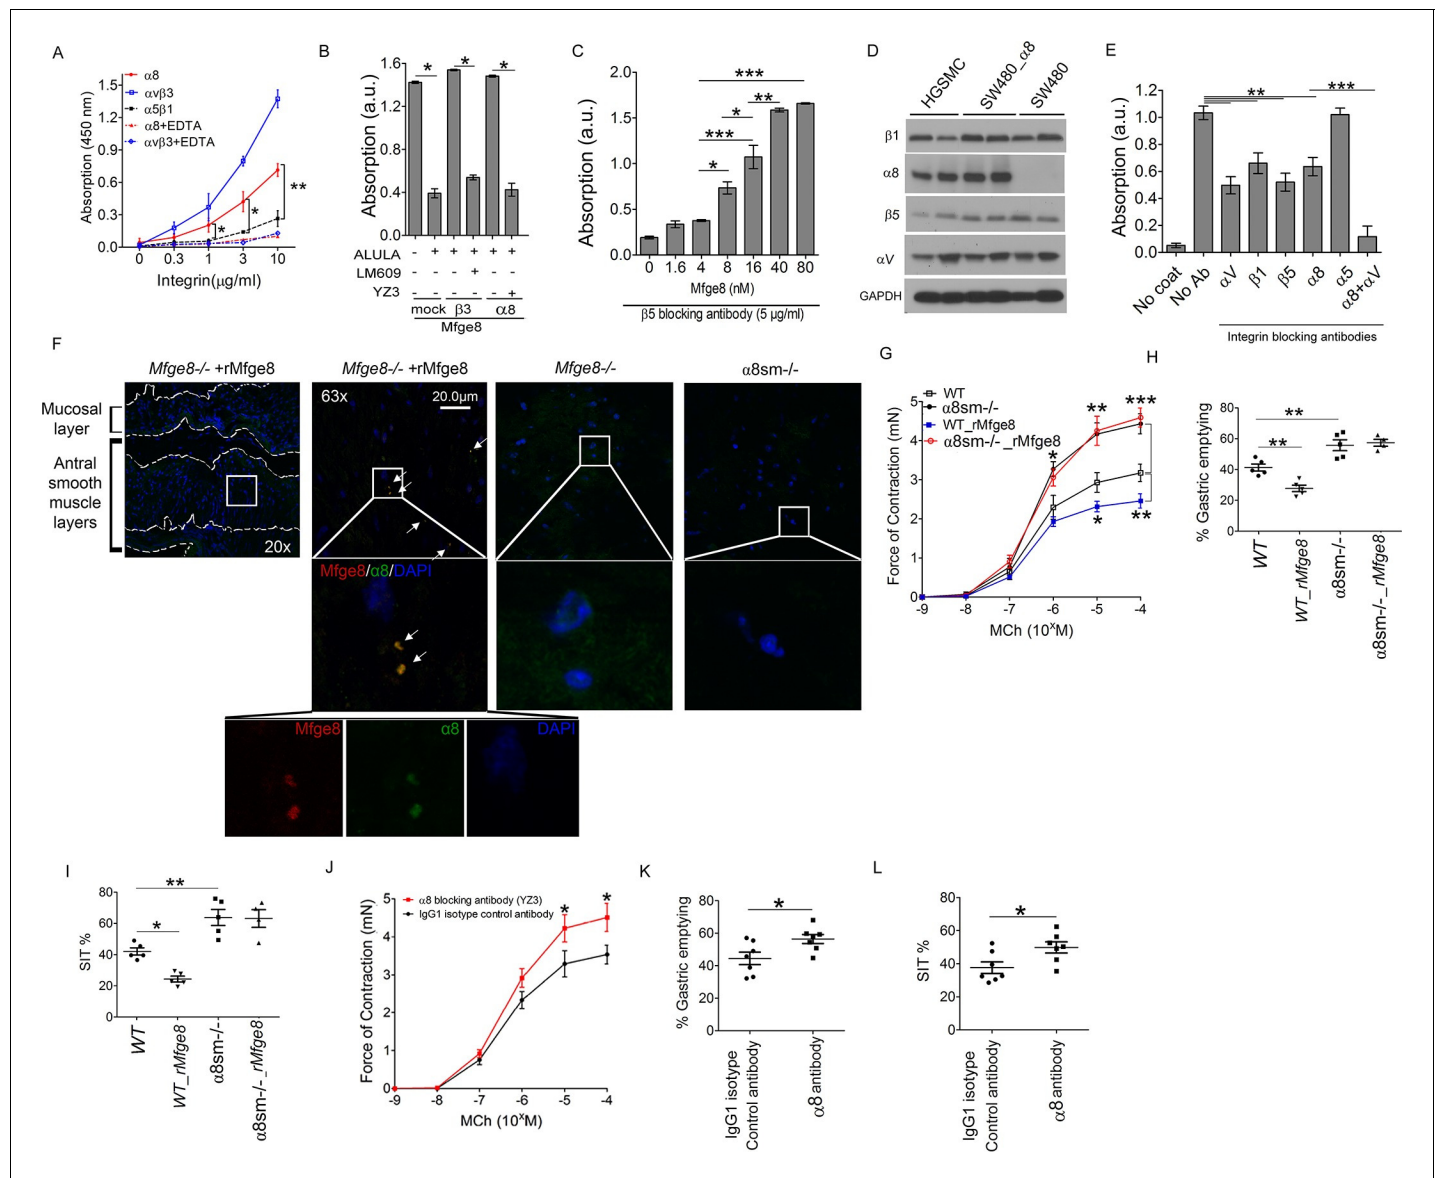 A
α8
αvβ3
α5β1
α8+EDTA
αvβ3+EDTA
Absorption (450 nm)
1.5
1.2
0.9
0.6
0.3
0.0
0 0.3 1 3 10
Integrin(μg/ml)
* * **
B
Absorption (a.u.)
1.6
1.2
0.8
0.4
0.0
* * *
ALULA - + + + + +
LM609 - - - + - -
YZ3 - - - - - +
mock β3 α8
Mfge8
C
Absorption (a.u.)
2.0
1.5
1.0
0.5
0.0
***
* **
***
*
0 1.6 4 8 16 40 80
Mfge8 (nM)
β5 blocking antibody (5 μg/ml)
D
HGSMC SW480_α8 SW480
β1
α8
β5
αV
GAPDH
E
Absorption (a.u.)
1.2
1.0
0.8
0.6
0.4
0.2
0.0
** ***
No coat No Ab αV β1 β5 α8 α5 α8+αV
Integrin blocking antibodies
F
Mfge8-/- +rMfge8
Mfge8-/- +rMfge8
Mfge8-/-
α8sm-/-
Mucosal
layer
Antral
smooth
muscle
layers
20x
63x
20.0μm
Mfge8/α8/DAPI
Mfge8
α8
DAPI
G
WT
α8sm-/-
WT_rMfge8
α8sm-/-_rMfge8
Force of Contraction (mN)
5
4
3
2
1
0
* ** ***
* **
-9 -8 -7 -6 -5 -4
MCh (10xM)
H
% Gastric emptying
80
60
40
20
0
**
**
WT WT_rMfge8 α8sm-/- α8sm-/-_rMfge8
I
SIT %
80
60
40
20
0
**
*
WT WT_rMfge8 α8sm-/- α8sm-/-_rMfge8
J
α8 blocking antibody (YZ3)
IgG1 isotype control antibody
Force of Contraction (mN)
5
4
3
2
1
0
* *
-9 -8 -7 -6 -5 -4
MCh (10xM)
K
% Gastric emptying
80
60
40
20
0
*
IgG1 isotype
Control antibody
α8 antibody
L
SIT %
80
60
40
20
0
*
IgG1 isotype
Control antibody
α8 antibody